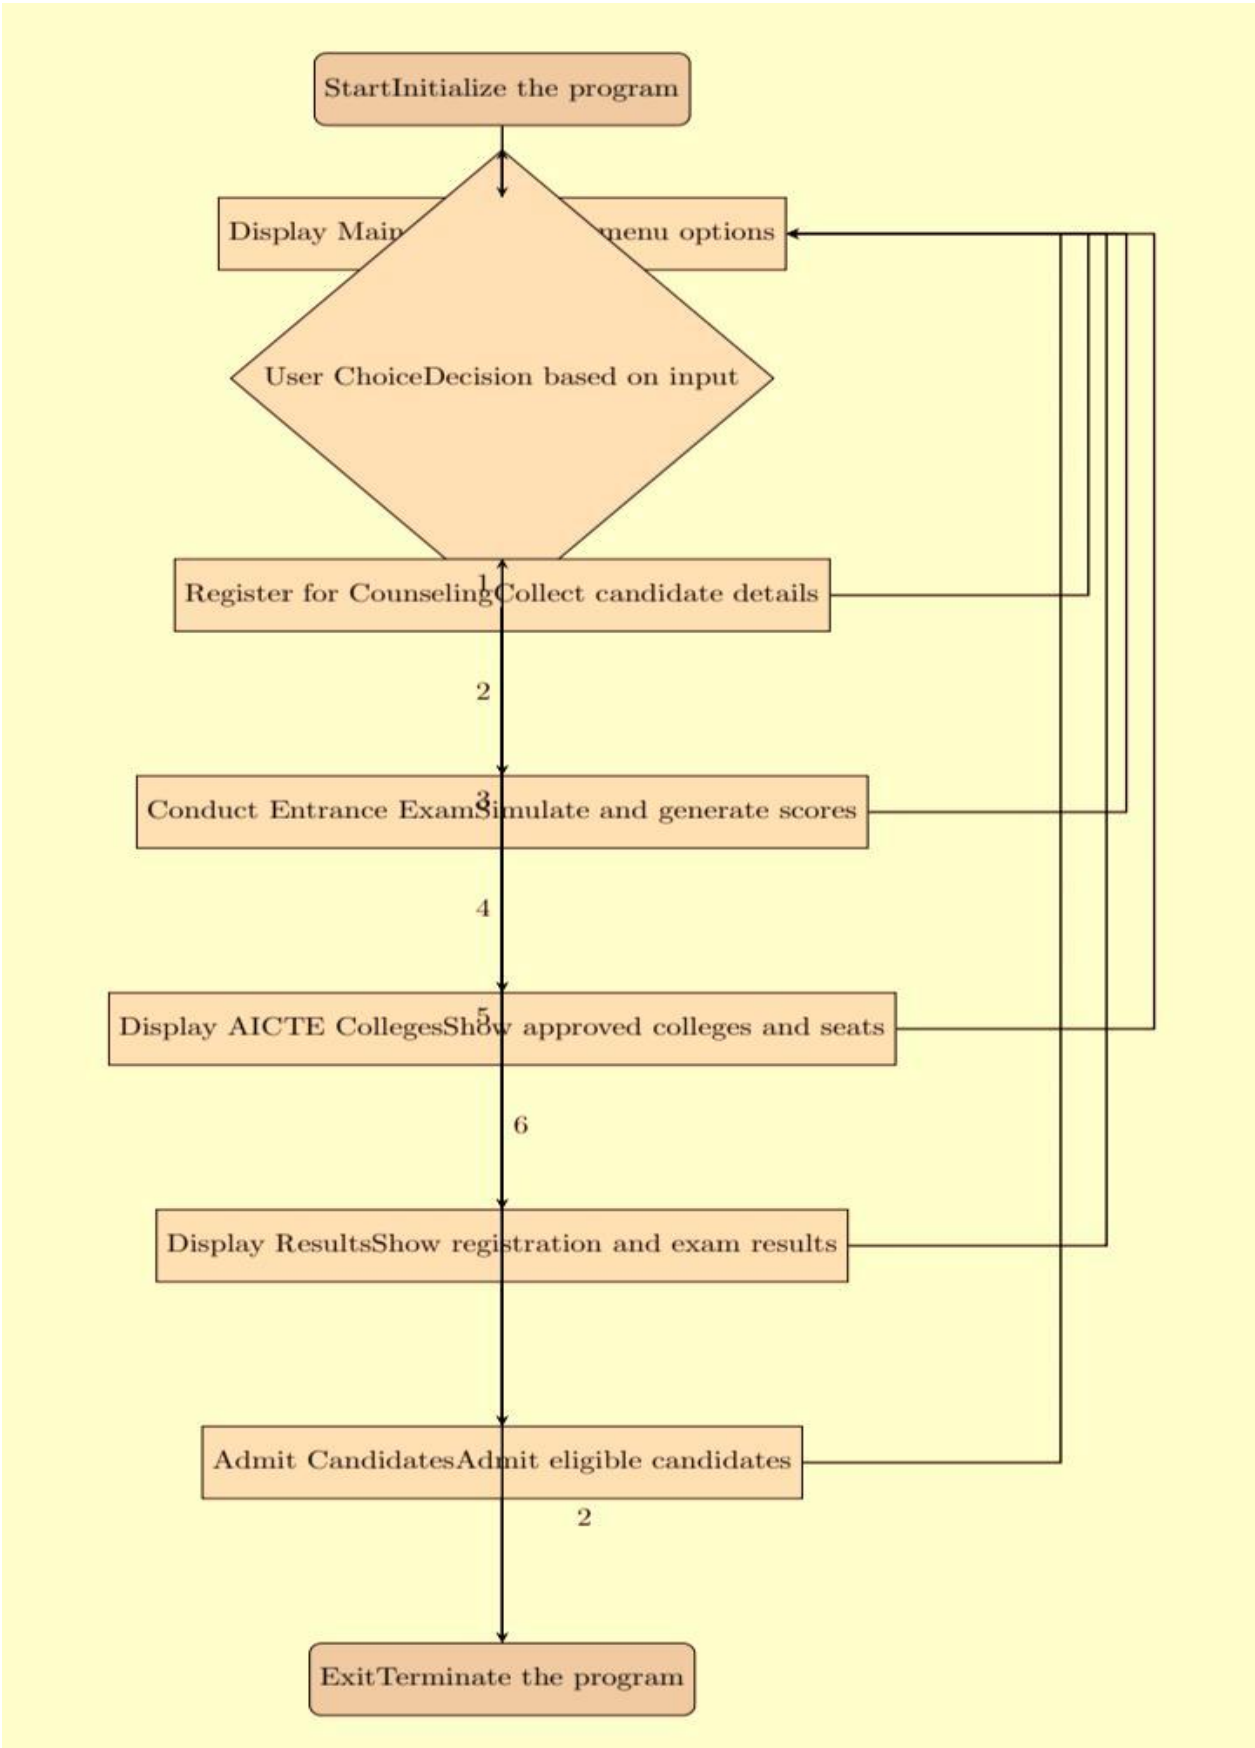 StartInitialize the program
Display Main menu options
User ChoiceDecision based on input
1
Register for CounselingCollect candidate details
2
3
Conduct Entrance ExamSimulate and generate scores
4
5
Display AICTE CollegesShow approved colleges and seats
6
Display ResultsShow registration and exam results
Admit CandidatesAdmit eligible candidates
2
ExitTerminate the program